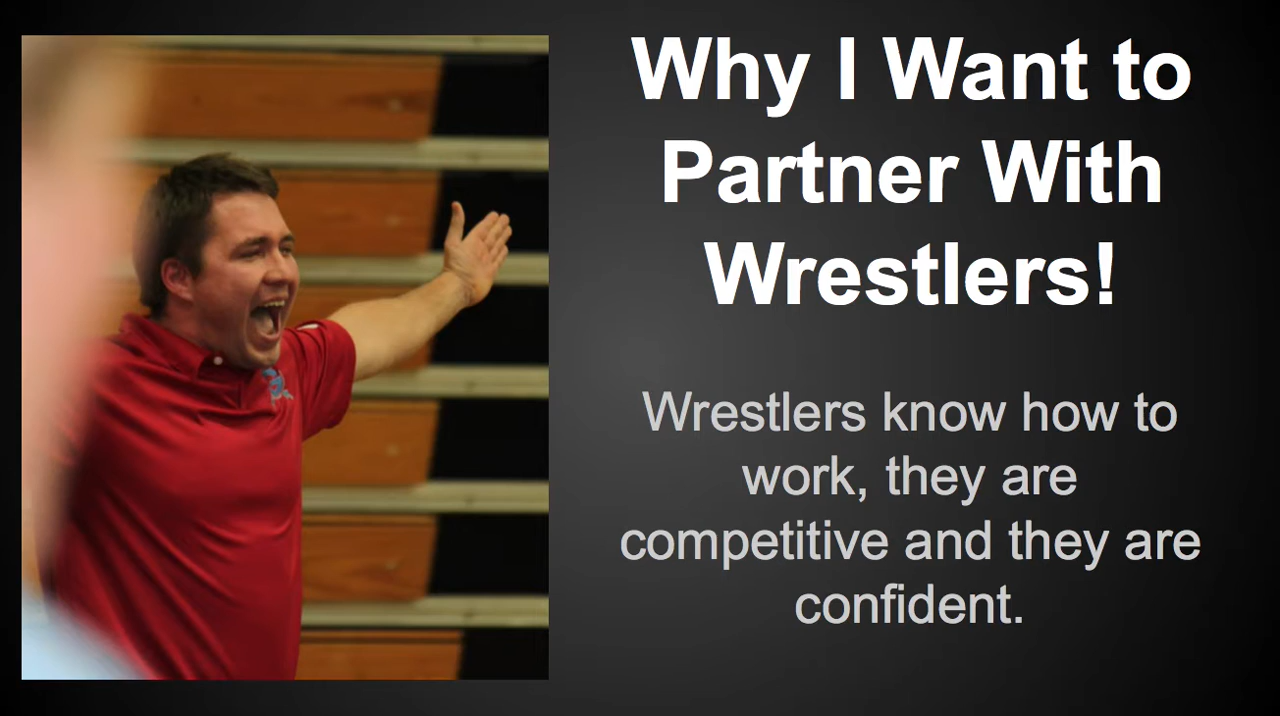 Why I Want to
Partner With
Wrestlers!
Wrestlers know how to
work, they are
competitive and they are
confident.